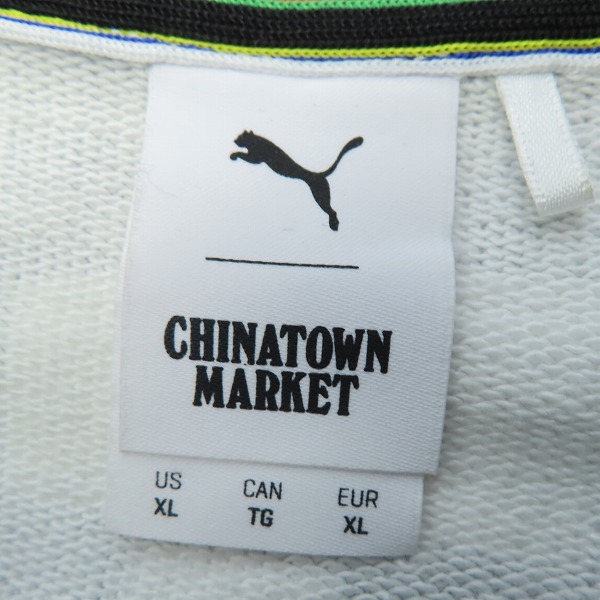 CHINATOWN
MARKET
US CAN EUR
XL TG XL